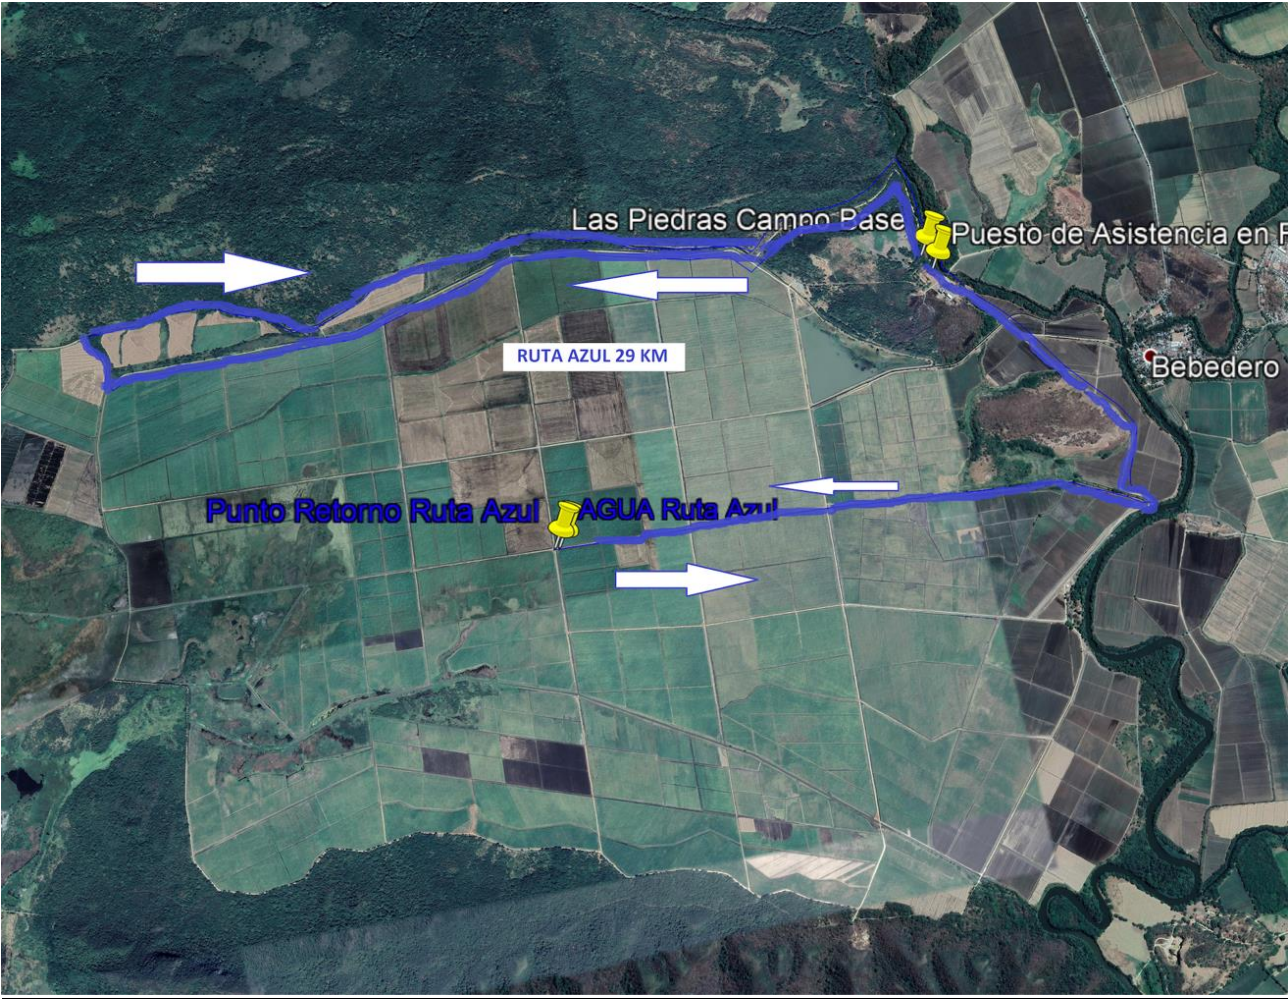 Las Piedras Campo Base
Puesto de Asistencia en
RUTA AZUL 29 KM
Bebedero
Punto Retorno Ruta Azul
AGUA Ruta Azul